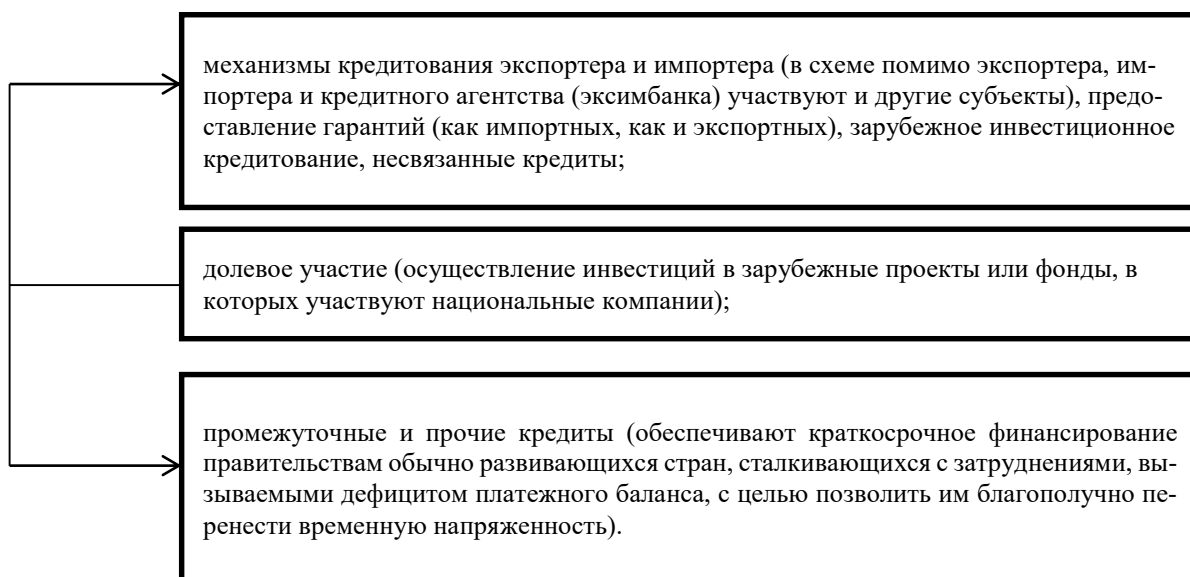 механизмы кредитования экспортера и импортера (в схеме помимо экспортера, им-
портера и кредитного агентства (эксимбанка) участвуют и другие субъекты), предо-
ставление гарантий (как импортных, как и экспортных), зарубежное инвестиционное
кредитование, несвязанные кредиты;
долевое участие (осуществление инвестиций в зарубежные проекты или фонды, в
которых участвуют национальные компании);
промежуточные и прочие кредиты (обеспечивают краткосрочное финансирование
правительствам обычно развивающихся стран, сталкивающихся с затруднениями, вы-
зываемыми дефицитом платежного баланса, с целью позволить им благополучно пе-
ренести временную напряженность).